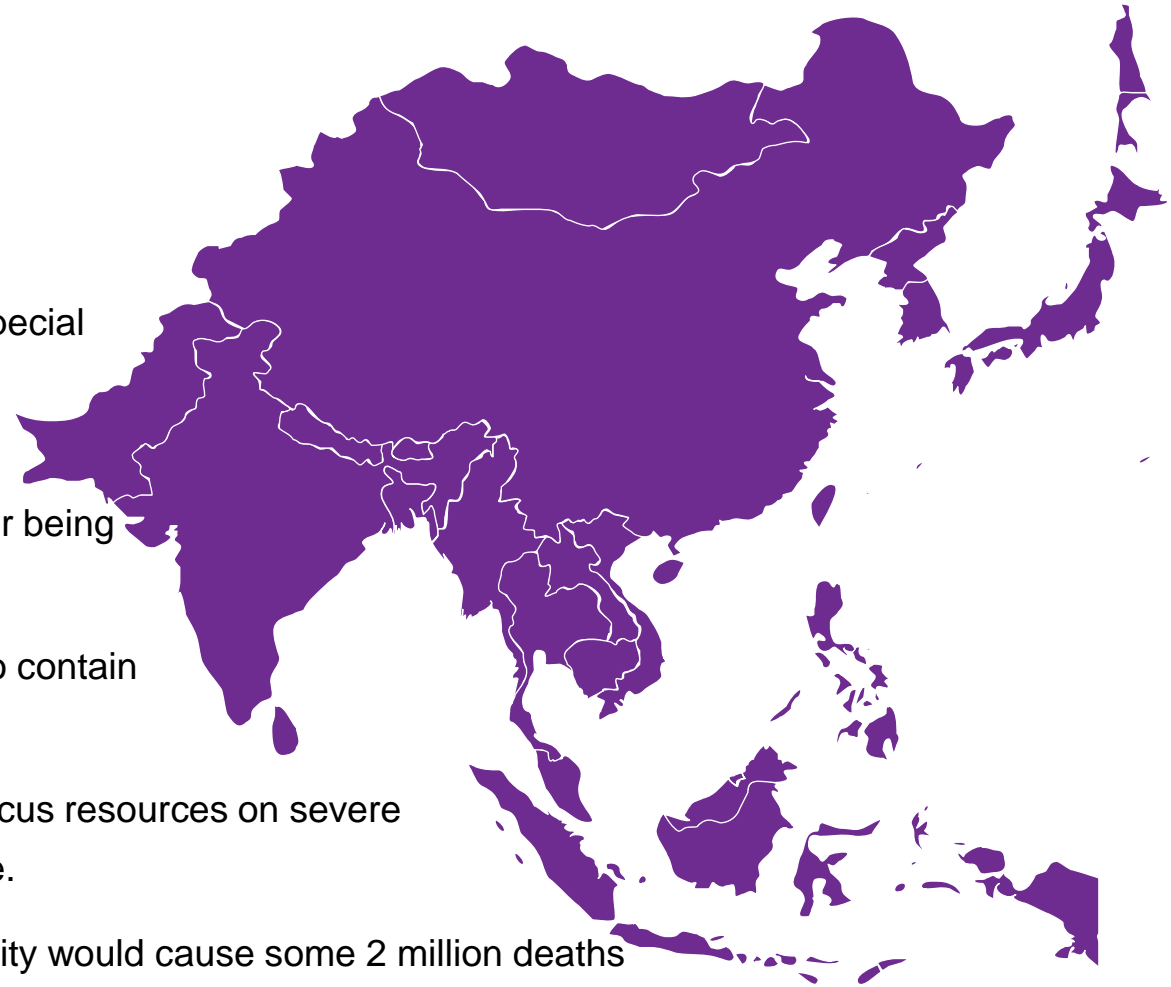 pecial
r being
o contain
cus resources on severe
e.
ity would cause some 2 million deaths